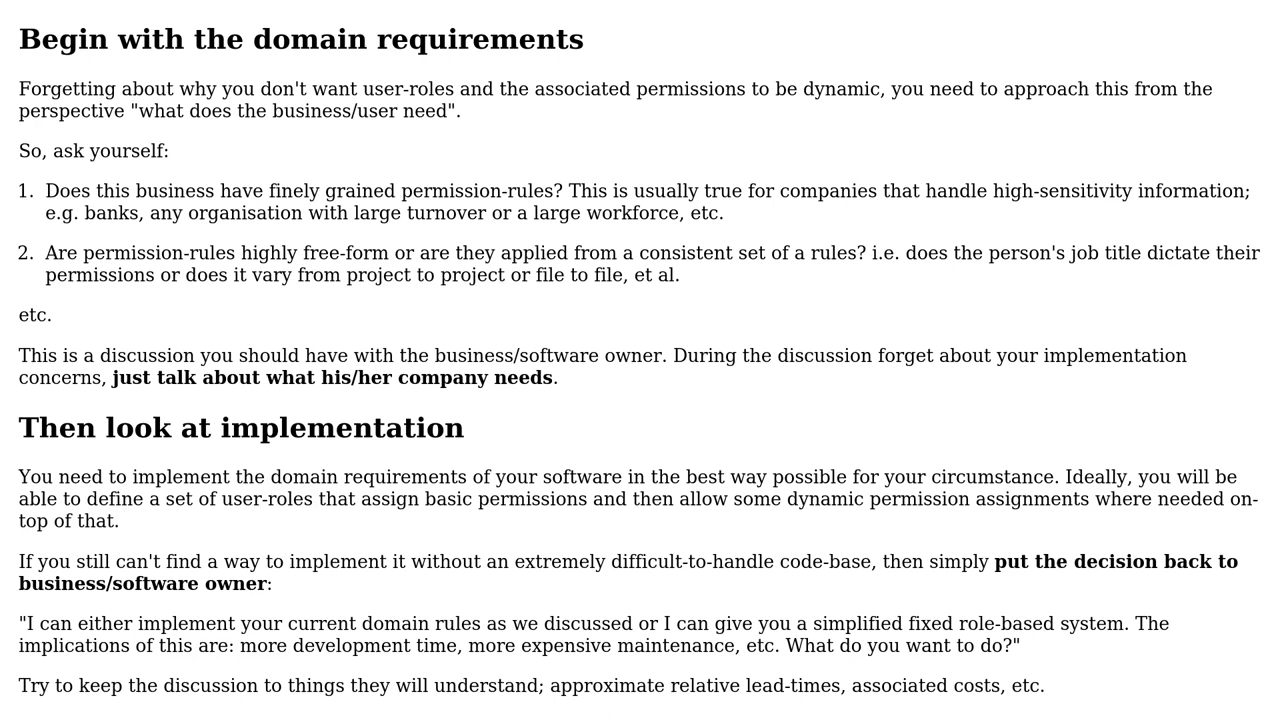 Begin with the domain requirements
Forgetting about why you don't want user-roles and the associated permissions to be dynamic, you need to approach this from the
perspective "what does the business/user need".
So, ask yourself:
1. Does this business have finely grained permission-rules? This is usually true for companies that handle high-sensitivity information;
e.g. banks, any organisation with large turnover or a large workforce, etc.
2. Are permission-rules highly free-form or are they applied from a consistent set of a rules? i.e. does the person's job title dictate their
permissions or does it vary from project to project or file to file, et al.
etc.
This is a discussion you should have with the business/software owner. During the discussion forget about your implementation
concerns, just talk about what his/her company needs.
Then look at implementation
You need to implement the domain requirements of your software in the best way possible for your circumstance. Ideally, you will be
able to define a set of user-roles that assign basic permissions and then allow some dynamic permission assignments where needed on-
top of that.
If you still can't find a way to implement it without an extremely difficult-to-handle code-base, then simply put the decision back to
business/software owner:
"I can either implement your current domain rules as we discussed or I can give you a simplified fixed role-based system. The
implications of this are: more development time, more expensive maintenance, etc. What do you want to do?"
Try to keep the discussion to things they will understand; approximate relative lead-times, associated costs, etc.